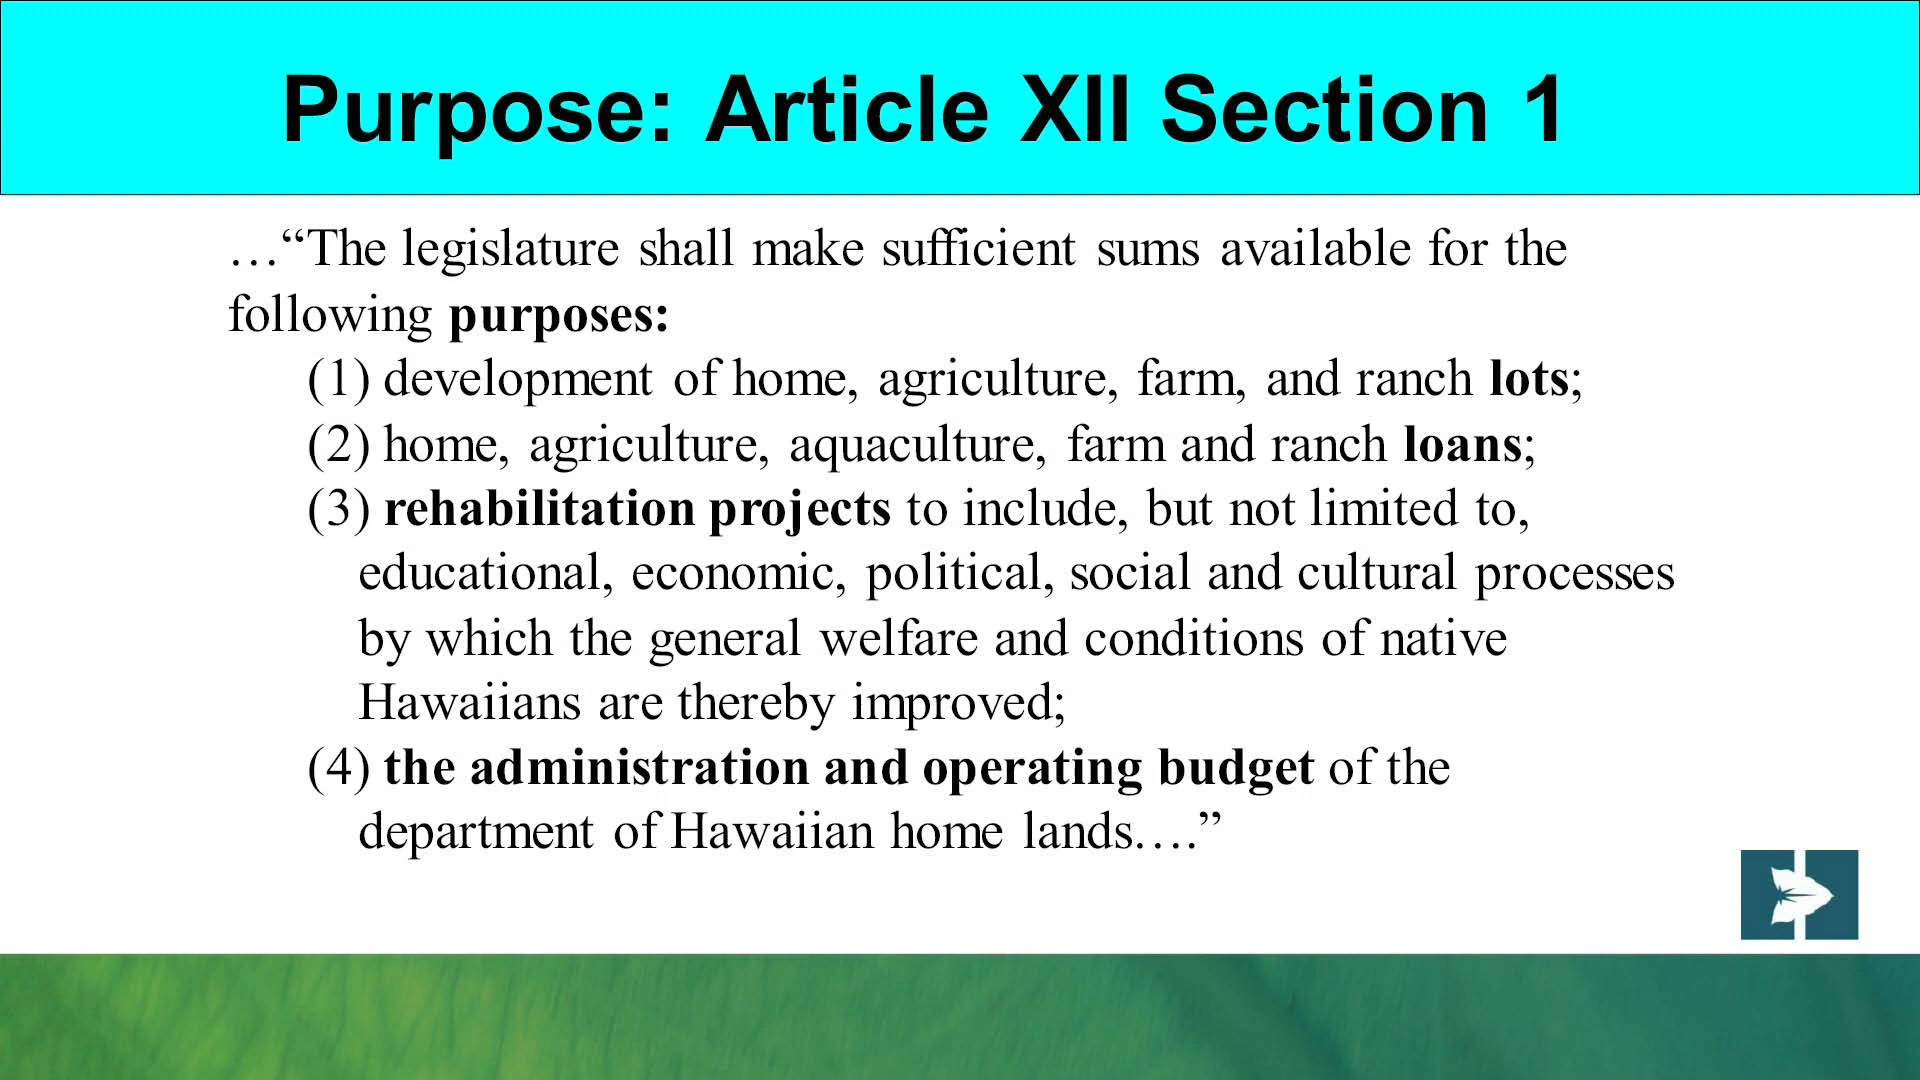 Purpose: Article XII Section 1
…“The legislature shall make sufficient sums available for the
following purposes:
(1) development of home, agriculture, farm, and ranch lots;
(2) home, agriculture, aquaculture, farm and ranch loans;
(3) rehabilitation projects to include, but not limited to,
educational, economic, political, social and cultural processes
by which the general welfare and conditions of native
Hawaiians are thereby improved;
(4) the administration and operating budget of the
department of Hawaiian home lands….”